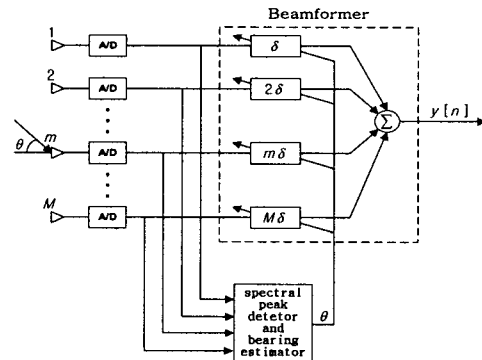 Beamformer
1 A/D δ
2 A/D 2δ
θ m A/D mδ
Σ y[n]
M A/D Mδ
spectral
peak
detetor
and
bearing
estimator
θ